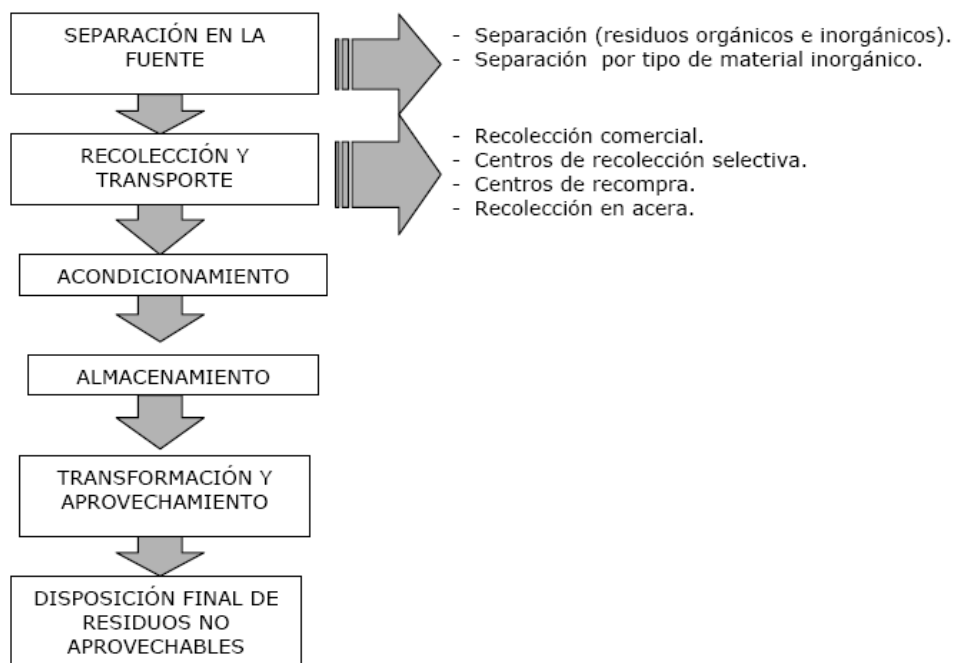 SEPARACIÓN EN LA
FUENTE
- Separación (residuos orgánicos e inorgánicos).
- Separación por tipo de material inorgánico.
RECOLECCIÓN Y
TRANSPORTE
- Recolección comercial.
- Centros de recolección selectiva.
- Centros de recompra.
- Recolección en acera.
ACONDICIONAMIENTO
ALMACENAMIENTO
TRANSFORMACIÓN Y
APROVECHAMIENTO
DISPOSICIÓN FINAL DE
RESIDUOS NO
APROVECHABLES